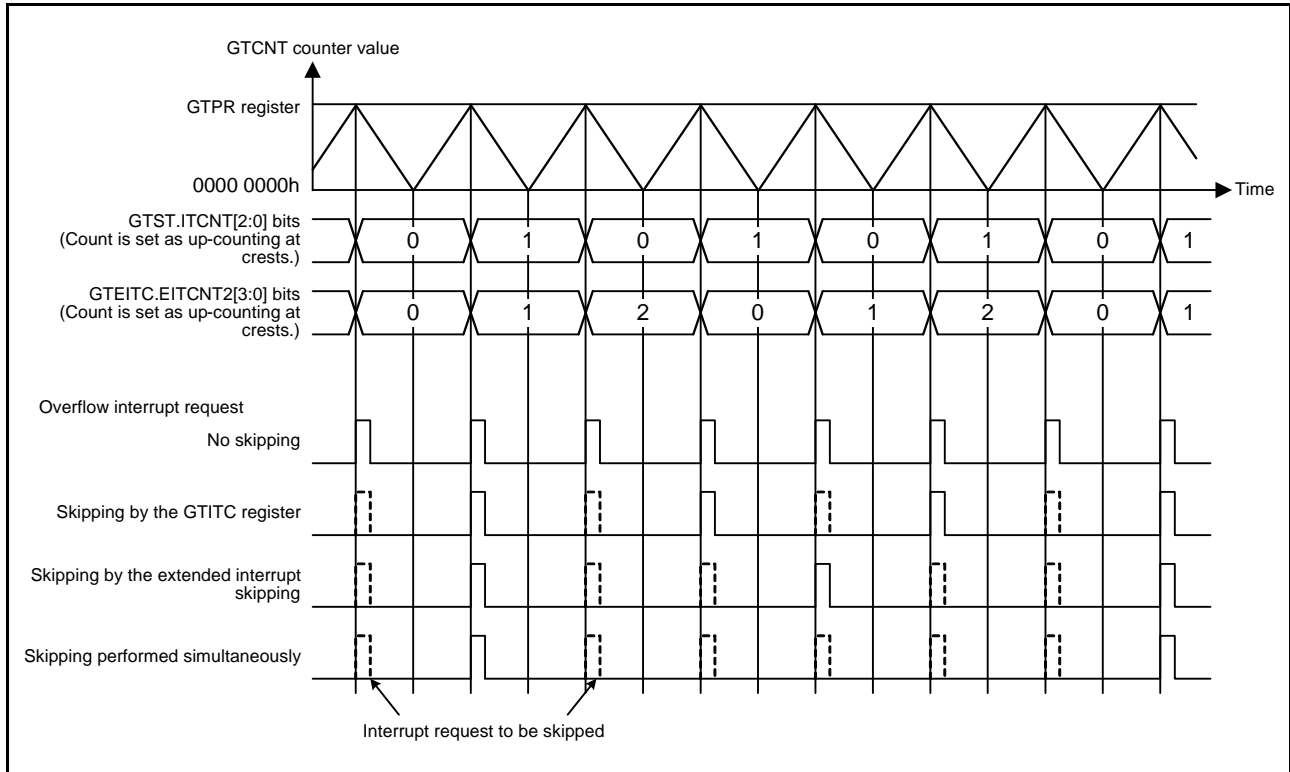 GTCNT counter value
GTPR register
0000 0000h
Time
GTST.ITCNT[2:0] bits
(Count is set as up-counting at
crests.)
0 1 0 1 0 1 0 1
GTEITC.EITCNT2[3:0] bits
(Count is set as up-counting at
crests.)
0 1 2 0 1 2 0 1
Overflow interrupt request
No skipping
Skipping by the GTITC register
Skipping by the extended interrupt
skipping
Skipping performed simultaneously
Interrupt request to be skipped